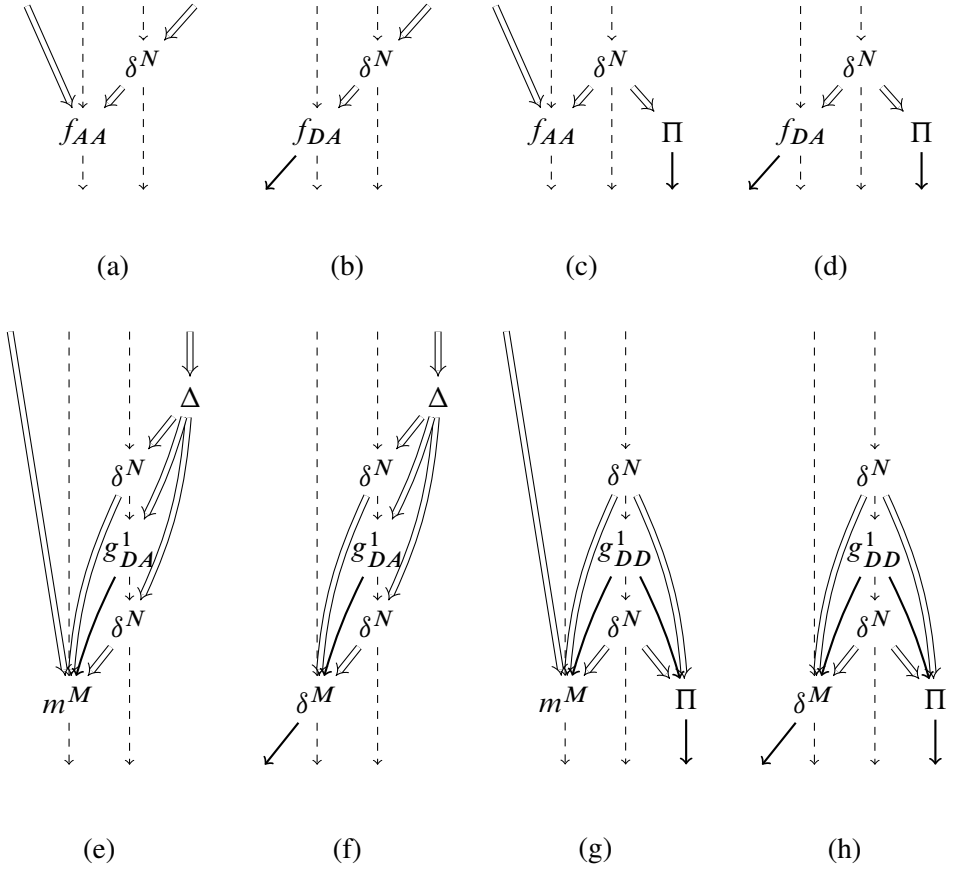 δ^N δ^N δ^N δ^N
f_{AA} f_{DA} f_{AA} Π f_{DA} Π
(a) (b) (c) (d)
Δ Δ
δ^N δ^N δ^N δ^N
g^1_{DA} g^1_{DA} g^1_{DD} g^1_{DD}
δ^N δ^N δ^N δ^N
m^M δ^M m^M Π δ^M Π
(e) (f) (g) (h)